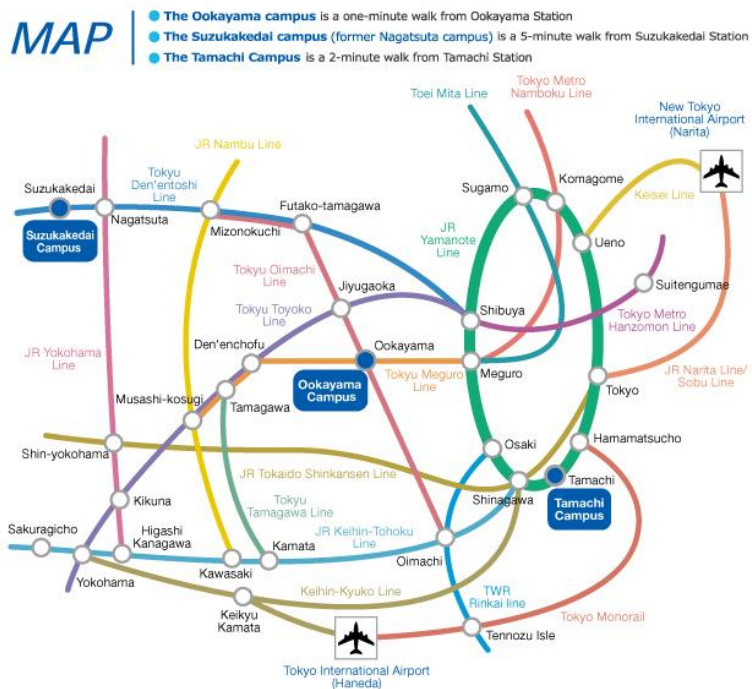 MAP
The Ookayama campus is a one-minute walk from Ookayama Station
The Suzukakedai campus (former Nagatsuta campus) is a 5-minute walk from Suzukakedai Station
The Tamachi Campus is a 2-minute walk from Tamachi Station
Toei Mita Line
Tokyo Metro
Namboku Line
New Tokyo
International Airport
(Narita)
JR Nambu Line
Suzukakedai
Tokyu
Den'entoshi
Line
Futako-tamagawa
Sugamo
Komagome
Keisei Line
Nagatsuta
Mizonokuchi
Suzukakedai
Campus
JR
Yamanote
Line
Ueno
Tokyu Oimachi
Line
Jiyugaoka
Suitengumae
Tokyu Toyoko
Line
Shibuya
Tokyo Metro
Hanzomon Line
Den'enchofu
Ookayama
JR Yokohama
Line
Ookayama
Campus
Tokyu Meguro
Line
Meguro
JR Narita Line/
Sobu Line
Tokyo
Musashi-kosugi
Tamagawa
Shin-yokohama
Osaki
Hamamatsucho
JR Tokaido Shinkansen Line
Tamachi
Shinagawa
Tamachi
Campus
Kikuna
Tokyu
Tamagawa Line
Sakuragicho
Higashi
Kanagawa
JR Keihin-Tohoku
Line
Kamata
Oimachi
Yokohama
Kawasaki
Keihin-Kyuko Line
TWR
Rinkai line
Keikyu
Kamata
Tokyo Monorail
Tennozu Isle
Tokyo International Airport
(Haneda)